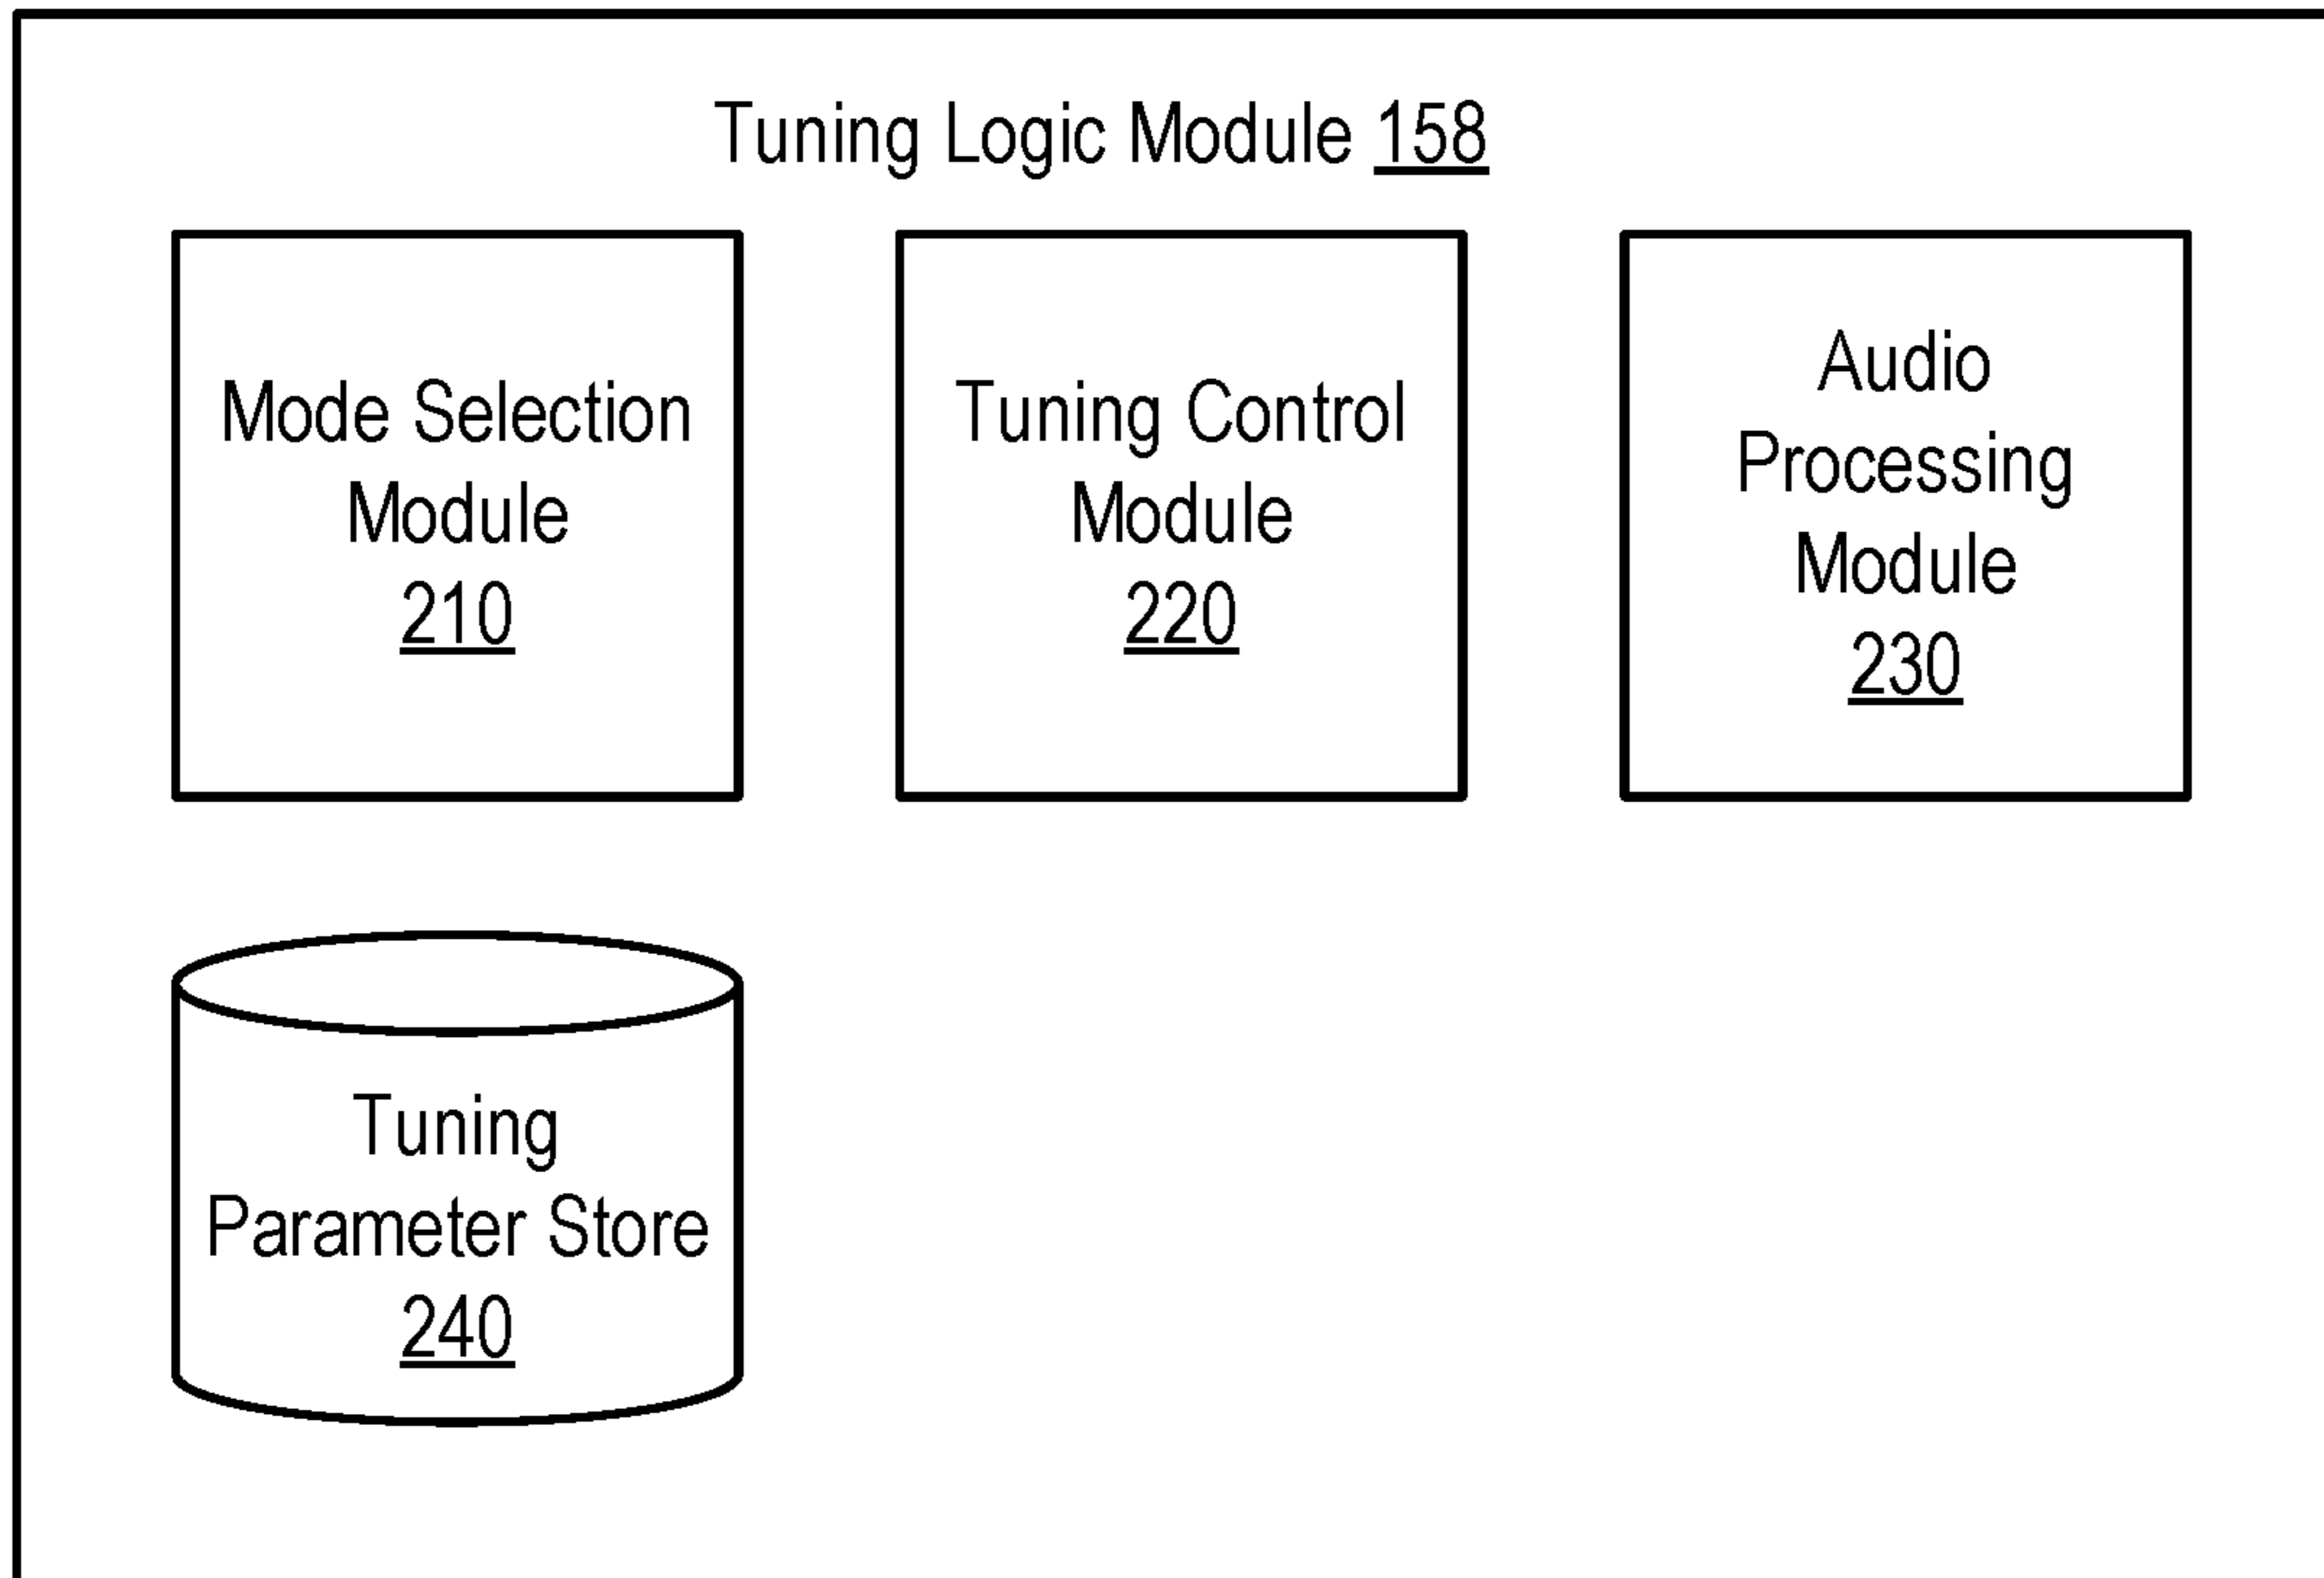 Tuning Logic Module 158
Mode Selection
Module
210
Tuning Control
Module
220
Audio
Processing
Module
230
Tuning
Parameter Store
240